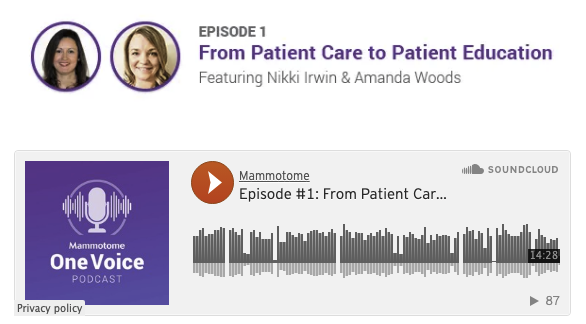 EPISODE 1
From Patient Care to Patient Education
Featuring Nikki Irwin & Amanda Woods
Mammotome
SOUNDCLOUD
Episode #1: From Patient Car...
Mammotome
One Voice
PODCAST
14:28
87
Privacy policy